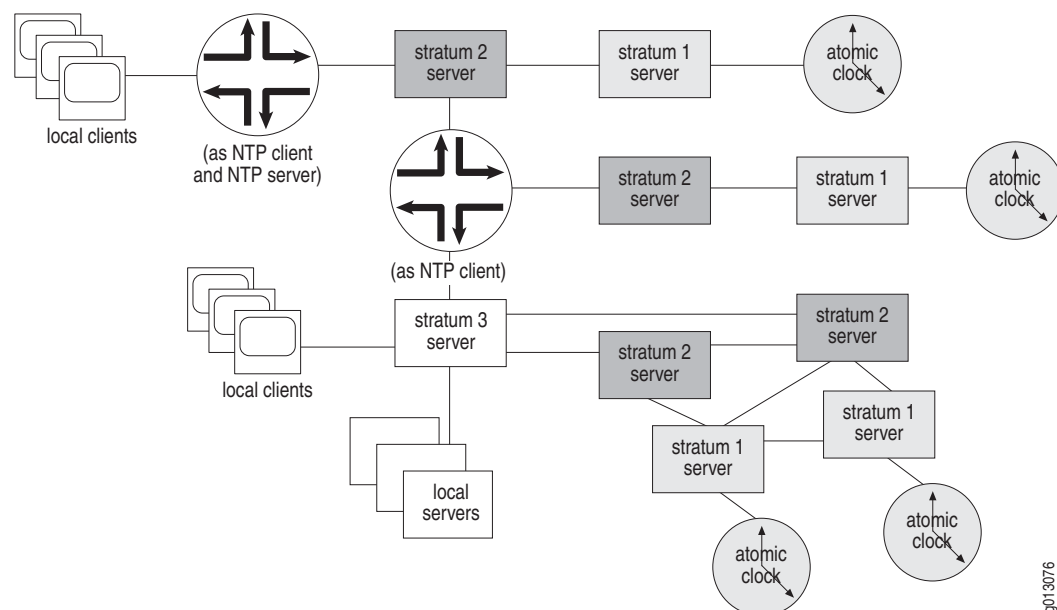 stratum 2
server
stratum 1
server
atomic
clock
local clients
(as NTP client
and NTP server)
stratum 2
server
stratum 1
server
atomic
clock
(as NTP client)
stratum 3
server
stratum 2
server
stratum 2
server
local clients
stratum 1
server
stratum 1
server
local
servers
atomic
clock
atomic
clock
g013076